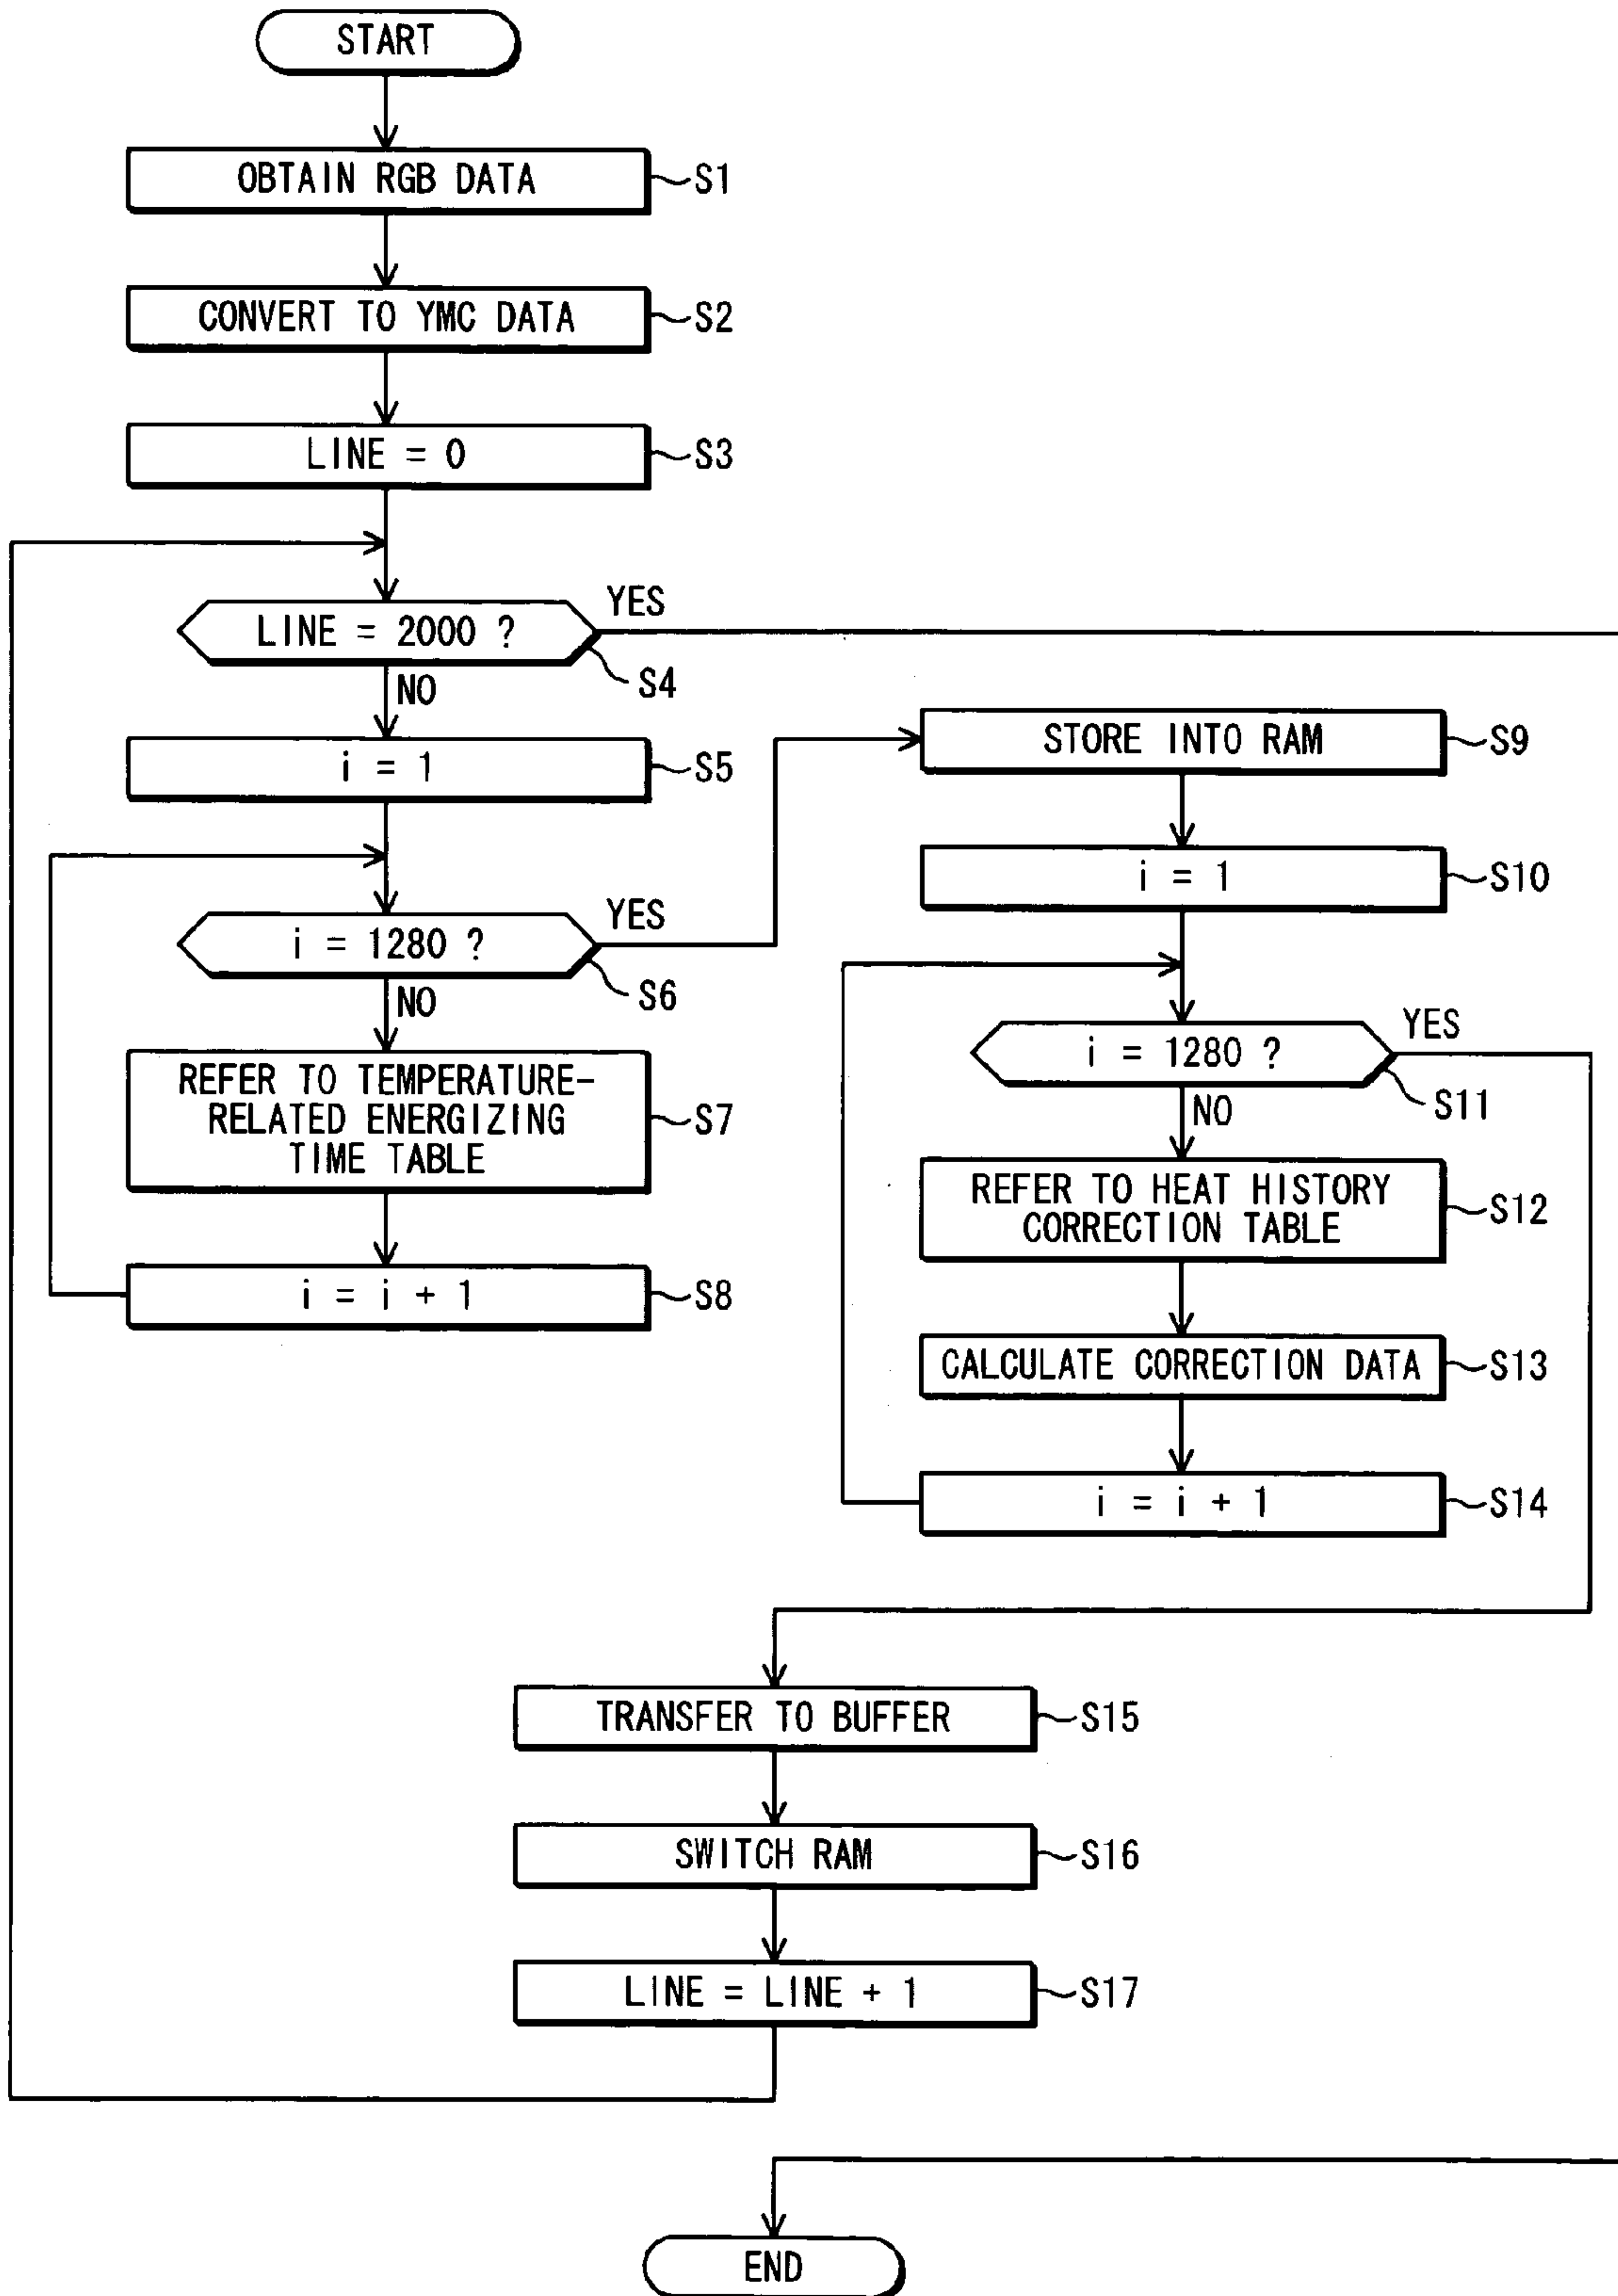 START
OBTAIN RGB DATA
S1
CONVERT TO YMC DATA
S2
LINE = 0
S3
LINE = 2000 ?
YES
S4
NO
i = 1
S5
i = 1280 ?
YES
S6
NO
REFER TO TEMPERATURE-
RELATED ENERGIZING
TIME TABLE
S7
i = i + 1
S8
STORE INTO RAM
S9
i = 1
S10
i = 1280 ?
YES
S11
NO
REFER TO HEAT HISTORY
CORRECTION TABLE
S12
CALCULATE CORRECTION DATA
S13
i = i + 1
S14
TRANSFER TO BUFFER
S15
SWITCH RAM
S16
LINE = LINE + 1
S17
END